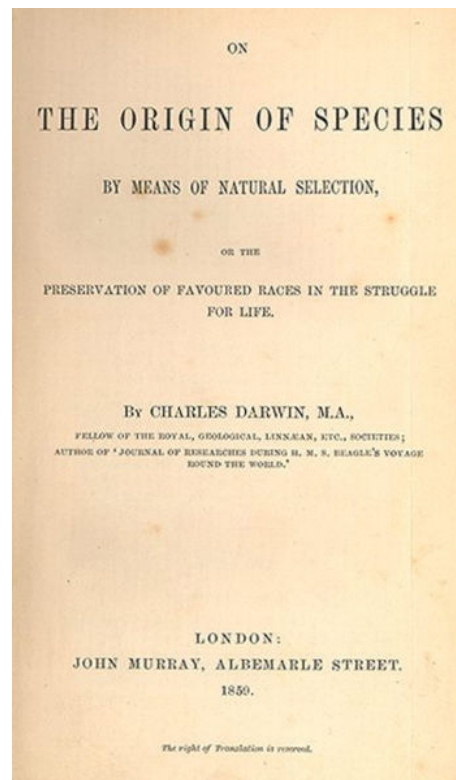 ON
THE ORIGIN OF SPECIES
BY MEANS OF NATURAL SELECTION,
OR THE
PRESERVATION OF FAVOURED RACES IN THE STRUGGLE
FOR LIFE.
BY CHARLES DARWIN, M.A.,
FELLOW OF THE ROYAL, GEOLOGICAL, LINNÆAN, ETC., SOCIETIES;
AUTHOR OF 'JOURNAL OF RESEARCHES DURING H. M. S. BEAGLE'S VOYAGE
ROUND THE WORLD.'
LONDON:
JOHN MURRAY, ALBEMARLE STREET.
1859.
The right of Translation is reserved.